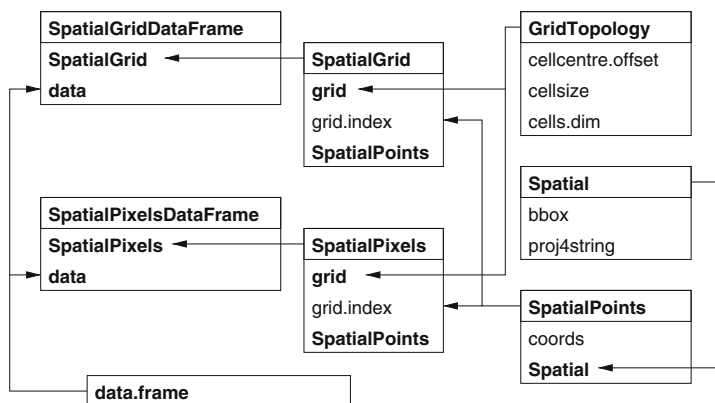 SpatialGridDataFrame
SpatialGrid
data
SpatialGrid
grid
grid.index
SpatialPoints
GridTopology
cellcentre.offset
cellsize
cells.dim
SpatialPixelsDataFrame
SpatialPixels
data
SpatialPixels
grid
grid.index
SpatialPoints
Spatial
bbox
proj4string
SpatialPoints
coords
Spatial
data.frame